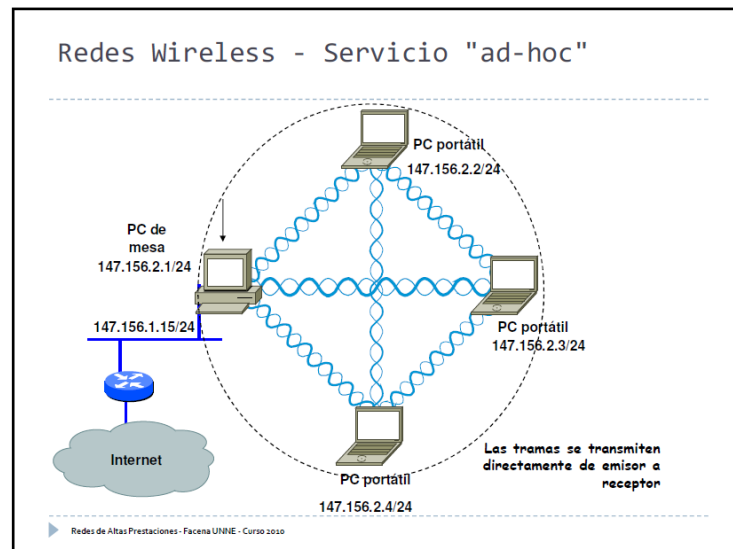 Redes Wireless - Servicio "ad-hoc"
PC portátil
147.156.2.2/24
PC de
mesa
147.156.2.1/24
147.156.1.15/24
PC portátil
147.156.2.3/24
Internet
PC portátil
147.156.2.4/24
Las tramas se transmiten
directamente de emisor a
receptor
Redes de Altas Prestaciones - Facena UNNE - Curso 2010